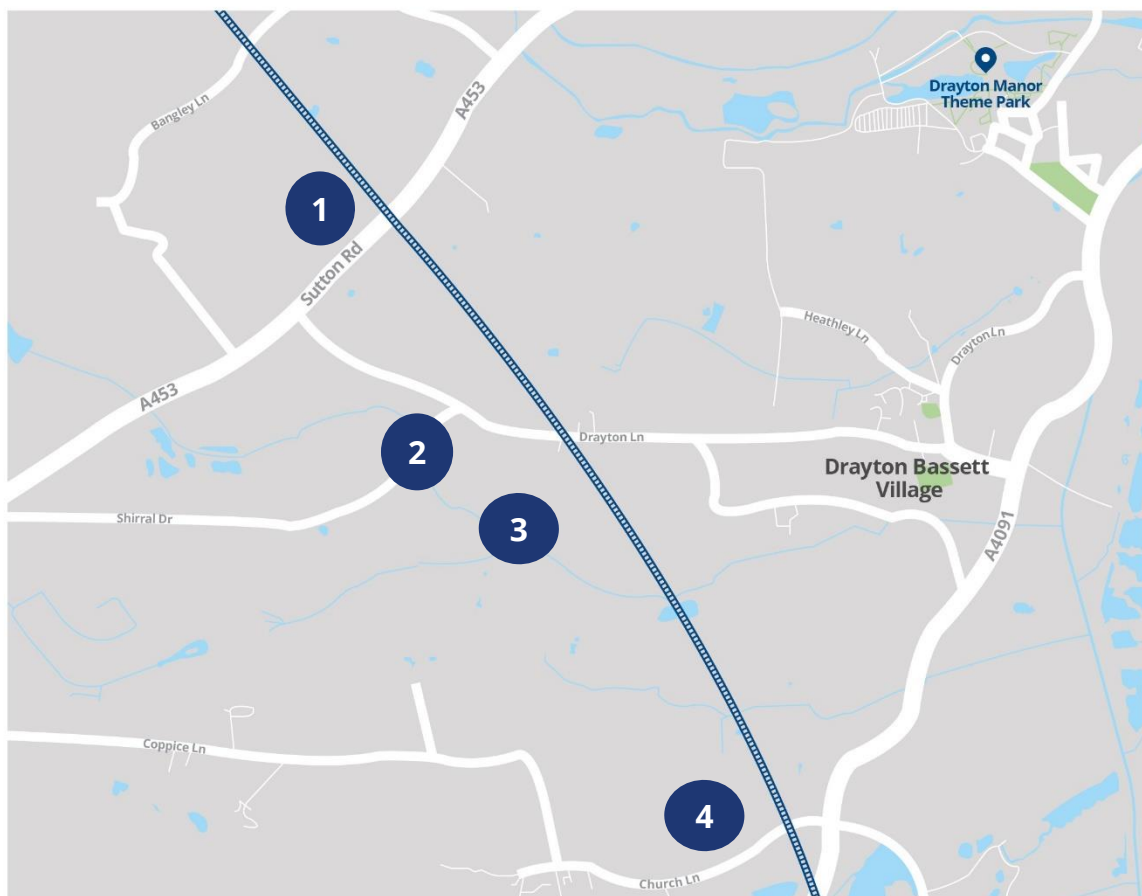 Drayton Manor
Theme Park
A453
Bangley Ln
1
Sutton Rd
Heathley Ln
Drayton Ln
A453
2
Drayton Ln
Drayton Bassett
Village
Shirral Dr
3
A4091
Coppice Ln
4
Church Ln